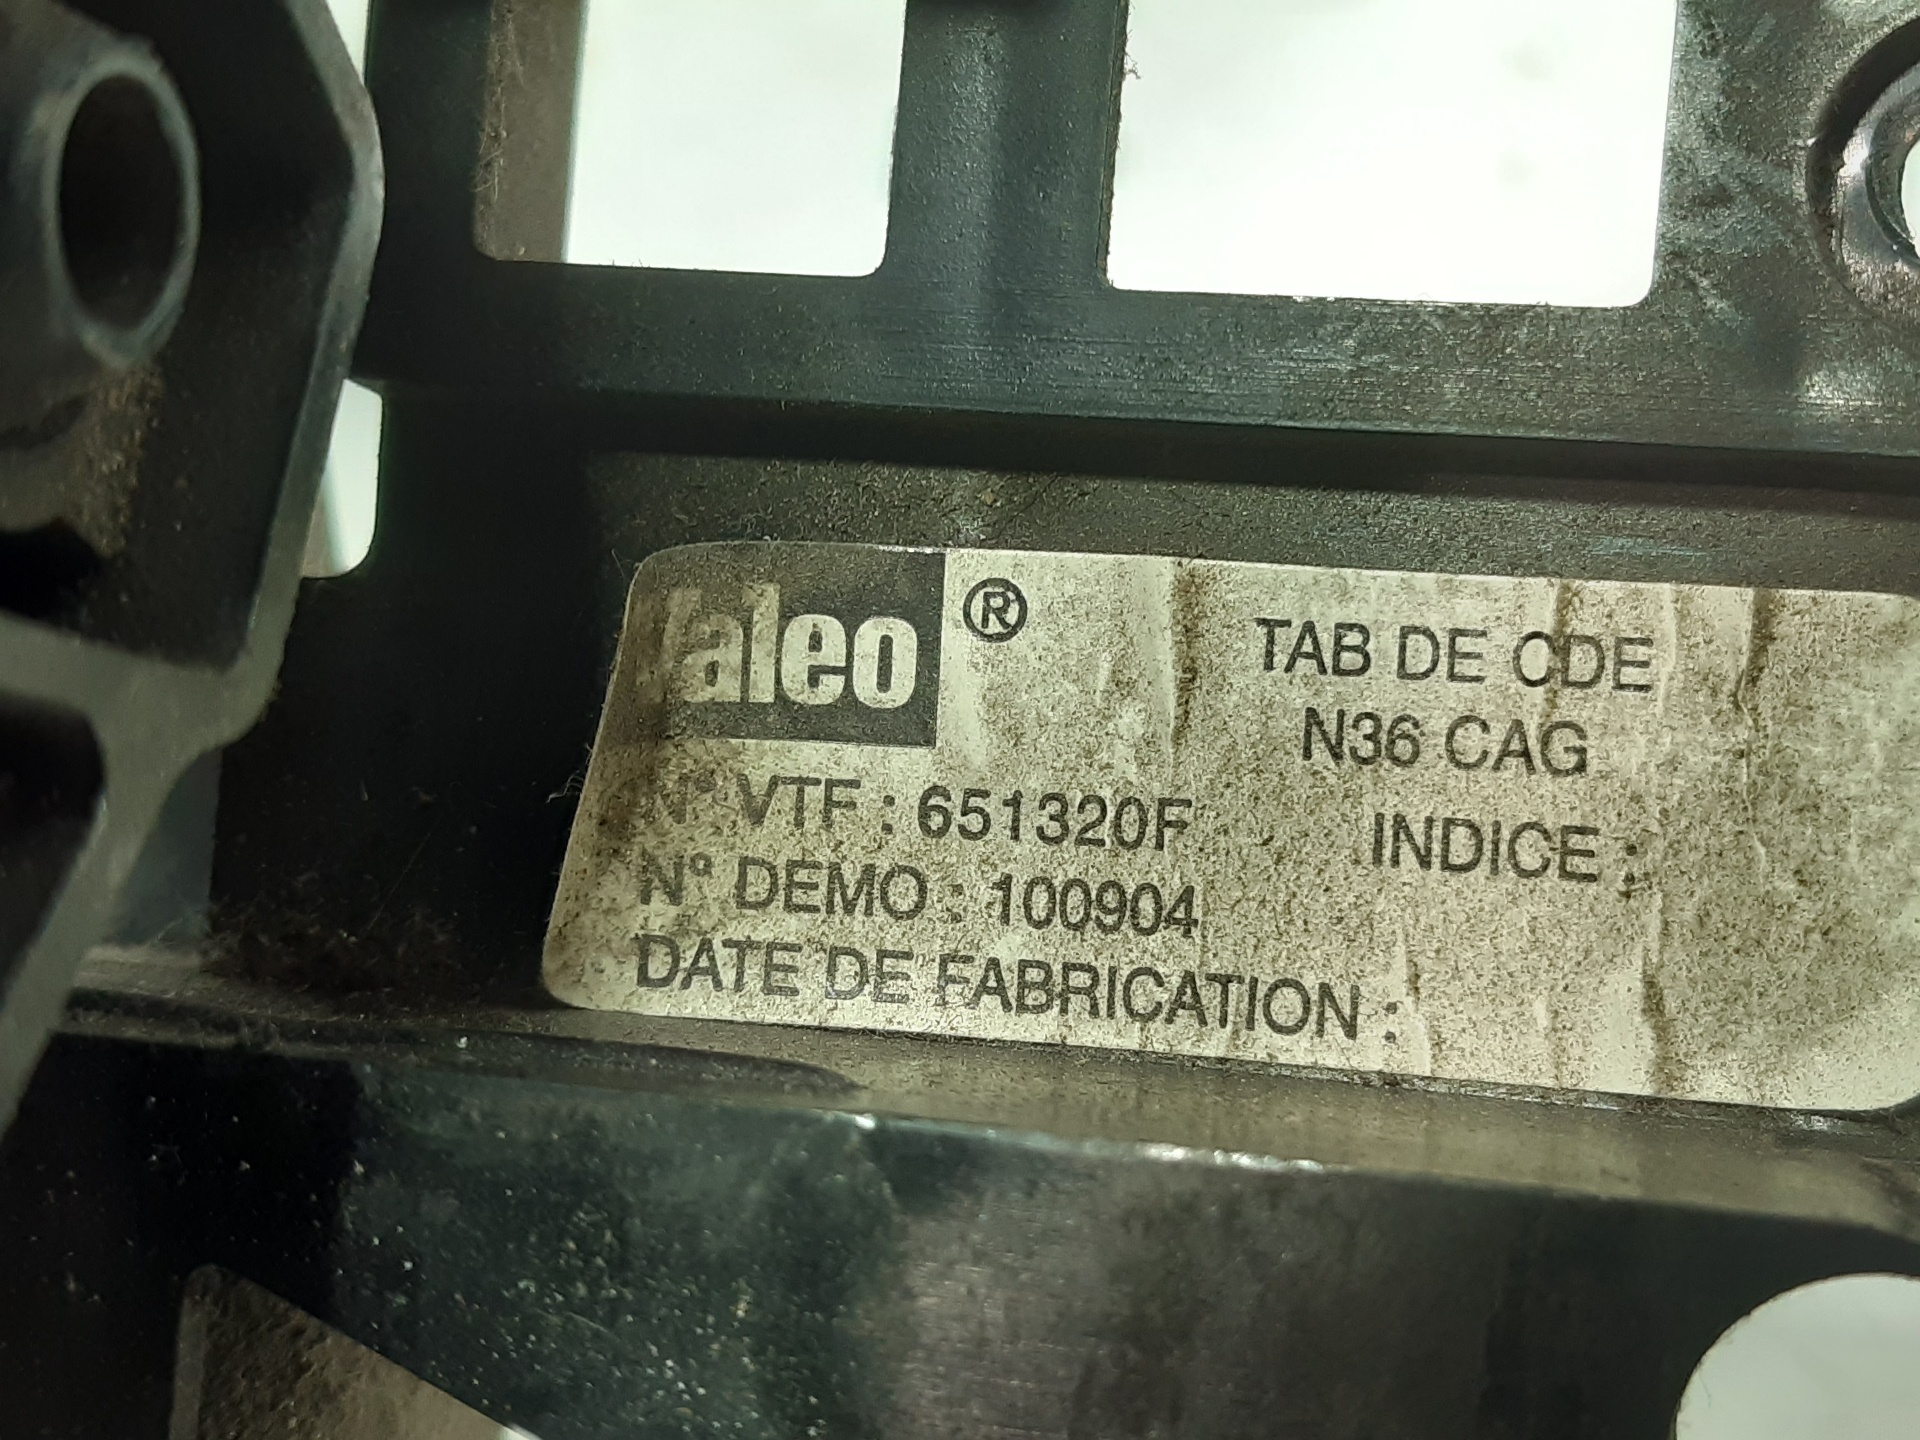 Valeo ®
TAB DE CDE
N36 CAG
N° VTF : 651320F
INDICE :
N° DEMO : 100904
DATE DE FABRICATION :